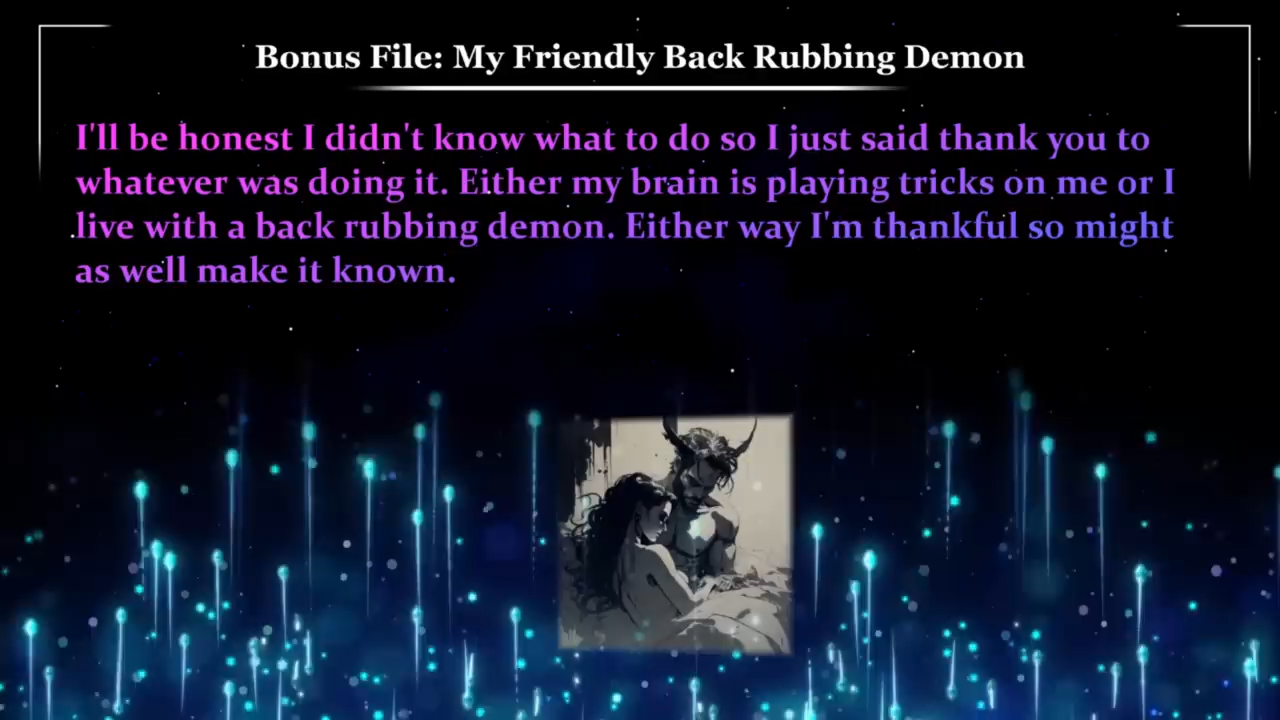 Bonus File: My Friendly Back Rubbing Demon
I'll be honest I didn't know what to do so I just said thank you to
whatever was doing it. Either my brain is playing tricks on me or I
live with a back rubbing demon. Either way I'm thankful so might
as well make it known.